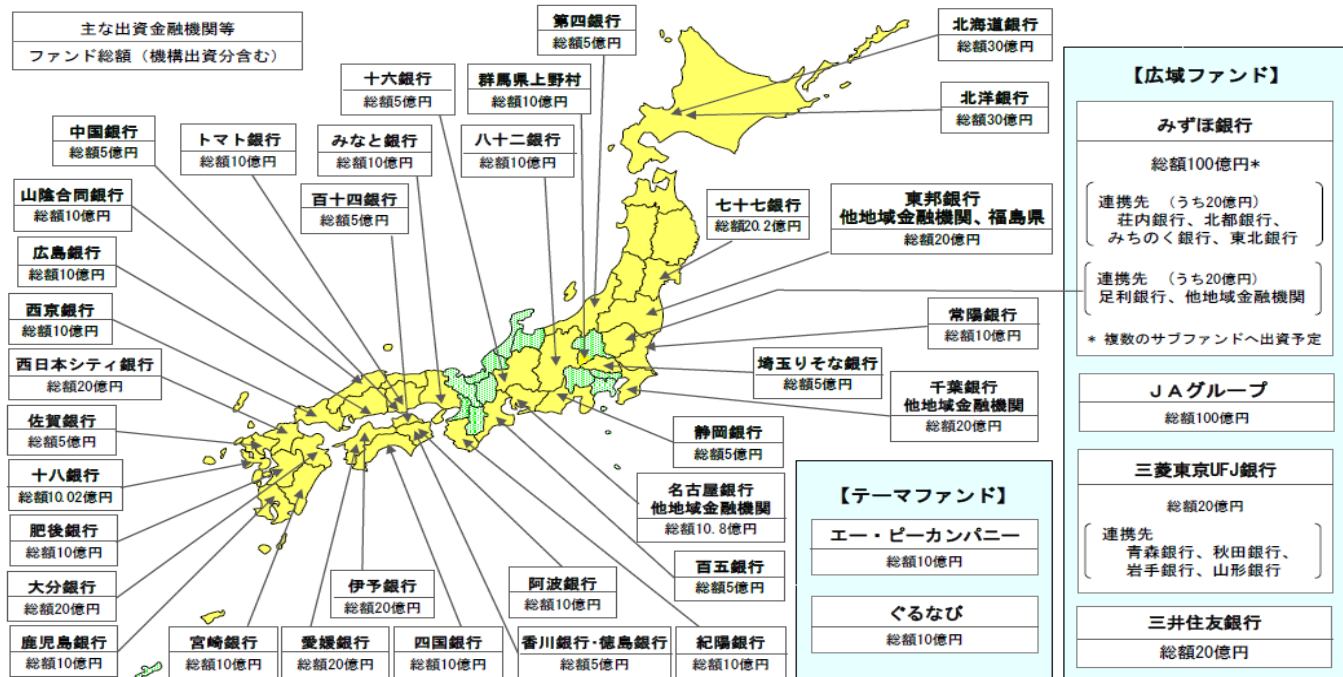 主な出資金融機関等
ファンド総額（機構出資分含む）
第四銀行
総額5億円
北海道銀行
総額30億円
十六銀行
総額5億円
群馬県上野村
総額10億円
北洋銀行
総額30億円
中国銀行
総額5億円
トマト銀行
総額10億円
みなと銀行
総額10億円
八十二銀行
総額10億円
山陰合同銀行
総額10億円
百十四銀行
総額5億円
七十七銀行
総額20.2億円
東邦銀行
他地域金融機関、福島県
総額20億円
広島銀行
総額10億円
西京銀行
総額10億円
常陽銀行
総額10億円
西日本シティ銀行
総額20億円
埼玉りそな銀行
総額5億円
千葉銀行
他地域金融機関
総額20億円
佐賀銀行
総額5億円
静岡銀行
総額5億円
十八銀行
総額10.02億円
名古屋銀行
他地域金融機関
総額10.8億円
肥後銀行
総額10億円
百五銀行
総額5億円
大分銀行
総額20億円
伊予銀行
総額20億円
阿波銀行
総額10億円
鹿児島銀行
総額10億円
宮崎銀行
総額10億円
愛媛銀行
総額20億円
四国銀行
総額10億円
香川銀行・徳島銀行
総額5億円
紀陽銀行
総額10億円
【テーマファンド】
エー・ピーカンパニー
総額10億円
ぐるなび
総額10億円
【広域ファンド】
みずほ銀行
総額100億円*
連携先　（うち20億円）
荘内銀行、北都銀行、
みちのく銀行、東北銀行
連携先　（うち20億円）
足利銀行、他地域金融機関
* 複数のサブファンドへ出資予定
ＪＡグループ
総額100億円
三菱東京UFJ銀行
総額20億円
連携先
青森銀行、秋田銀行、
岩手銀行、山形銀行
三井住友銀行
総額20億円